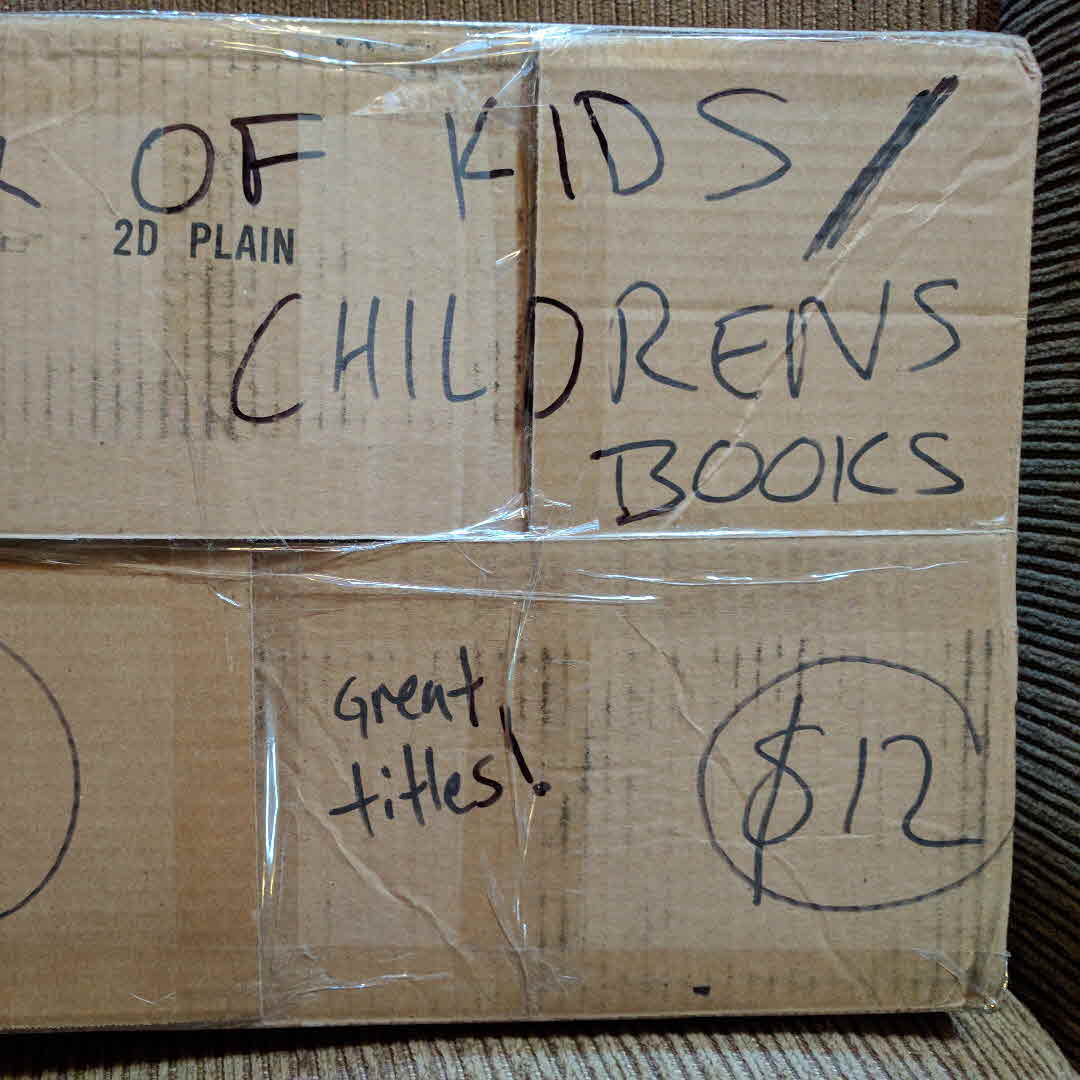 OF KIDS/
2D PLAIN
CHILDRENS
BOOKS
Great
titles!
$12